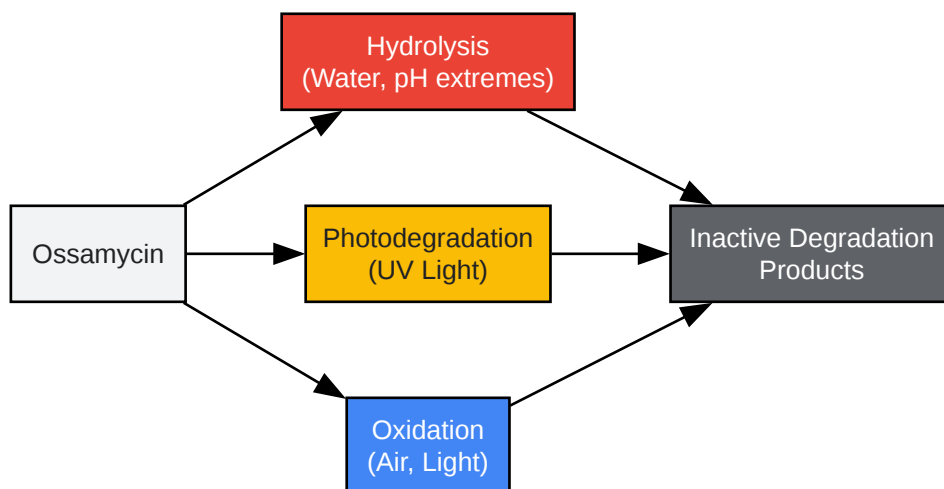 Hydrolysis
(Water, pH extremes)
Ossamycin
Photodegradation
(UV Light)
Inactive Degradation
Products
Oxidation
(Air, Light)